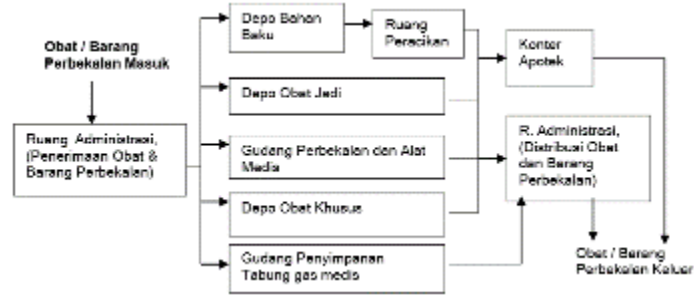 Obat / Barang
Perbekalan Masuk
Ruang Administrasi,
(Penerimaan Obat &
Barang Perbekalan)
Depo Bahan
Baku
Ruang
Peracikan
Depo Obat Jadi
Gudang Perbekalan dan Alat
Medis
Depo Obat Khusus
Gudang Penyimpanan
Tabung gas medis
Konter
Apotek
R. Administrasi,
(Distribusi Obat
dan Barang
Perbekalan)
Obat / Barang
Perbekalan Keluar